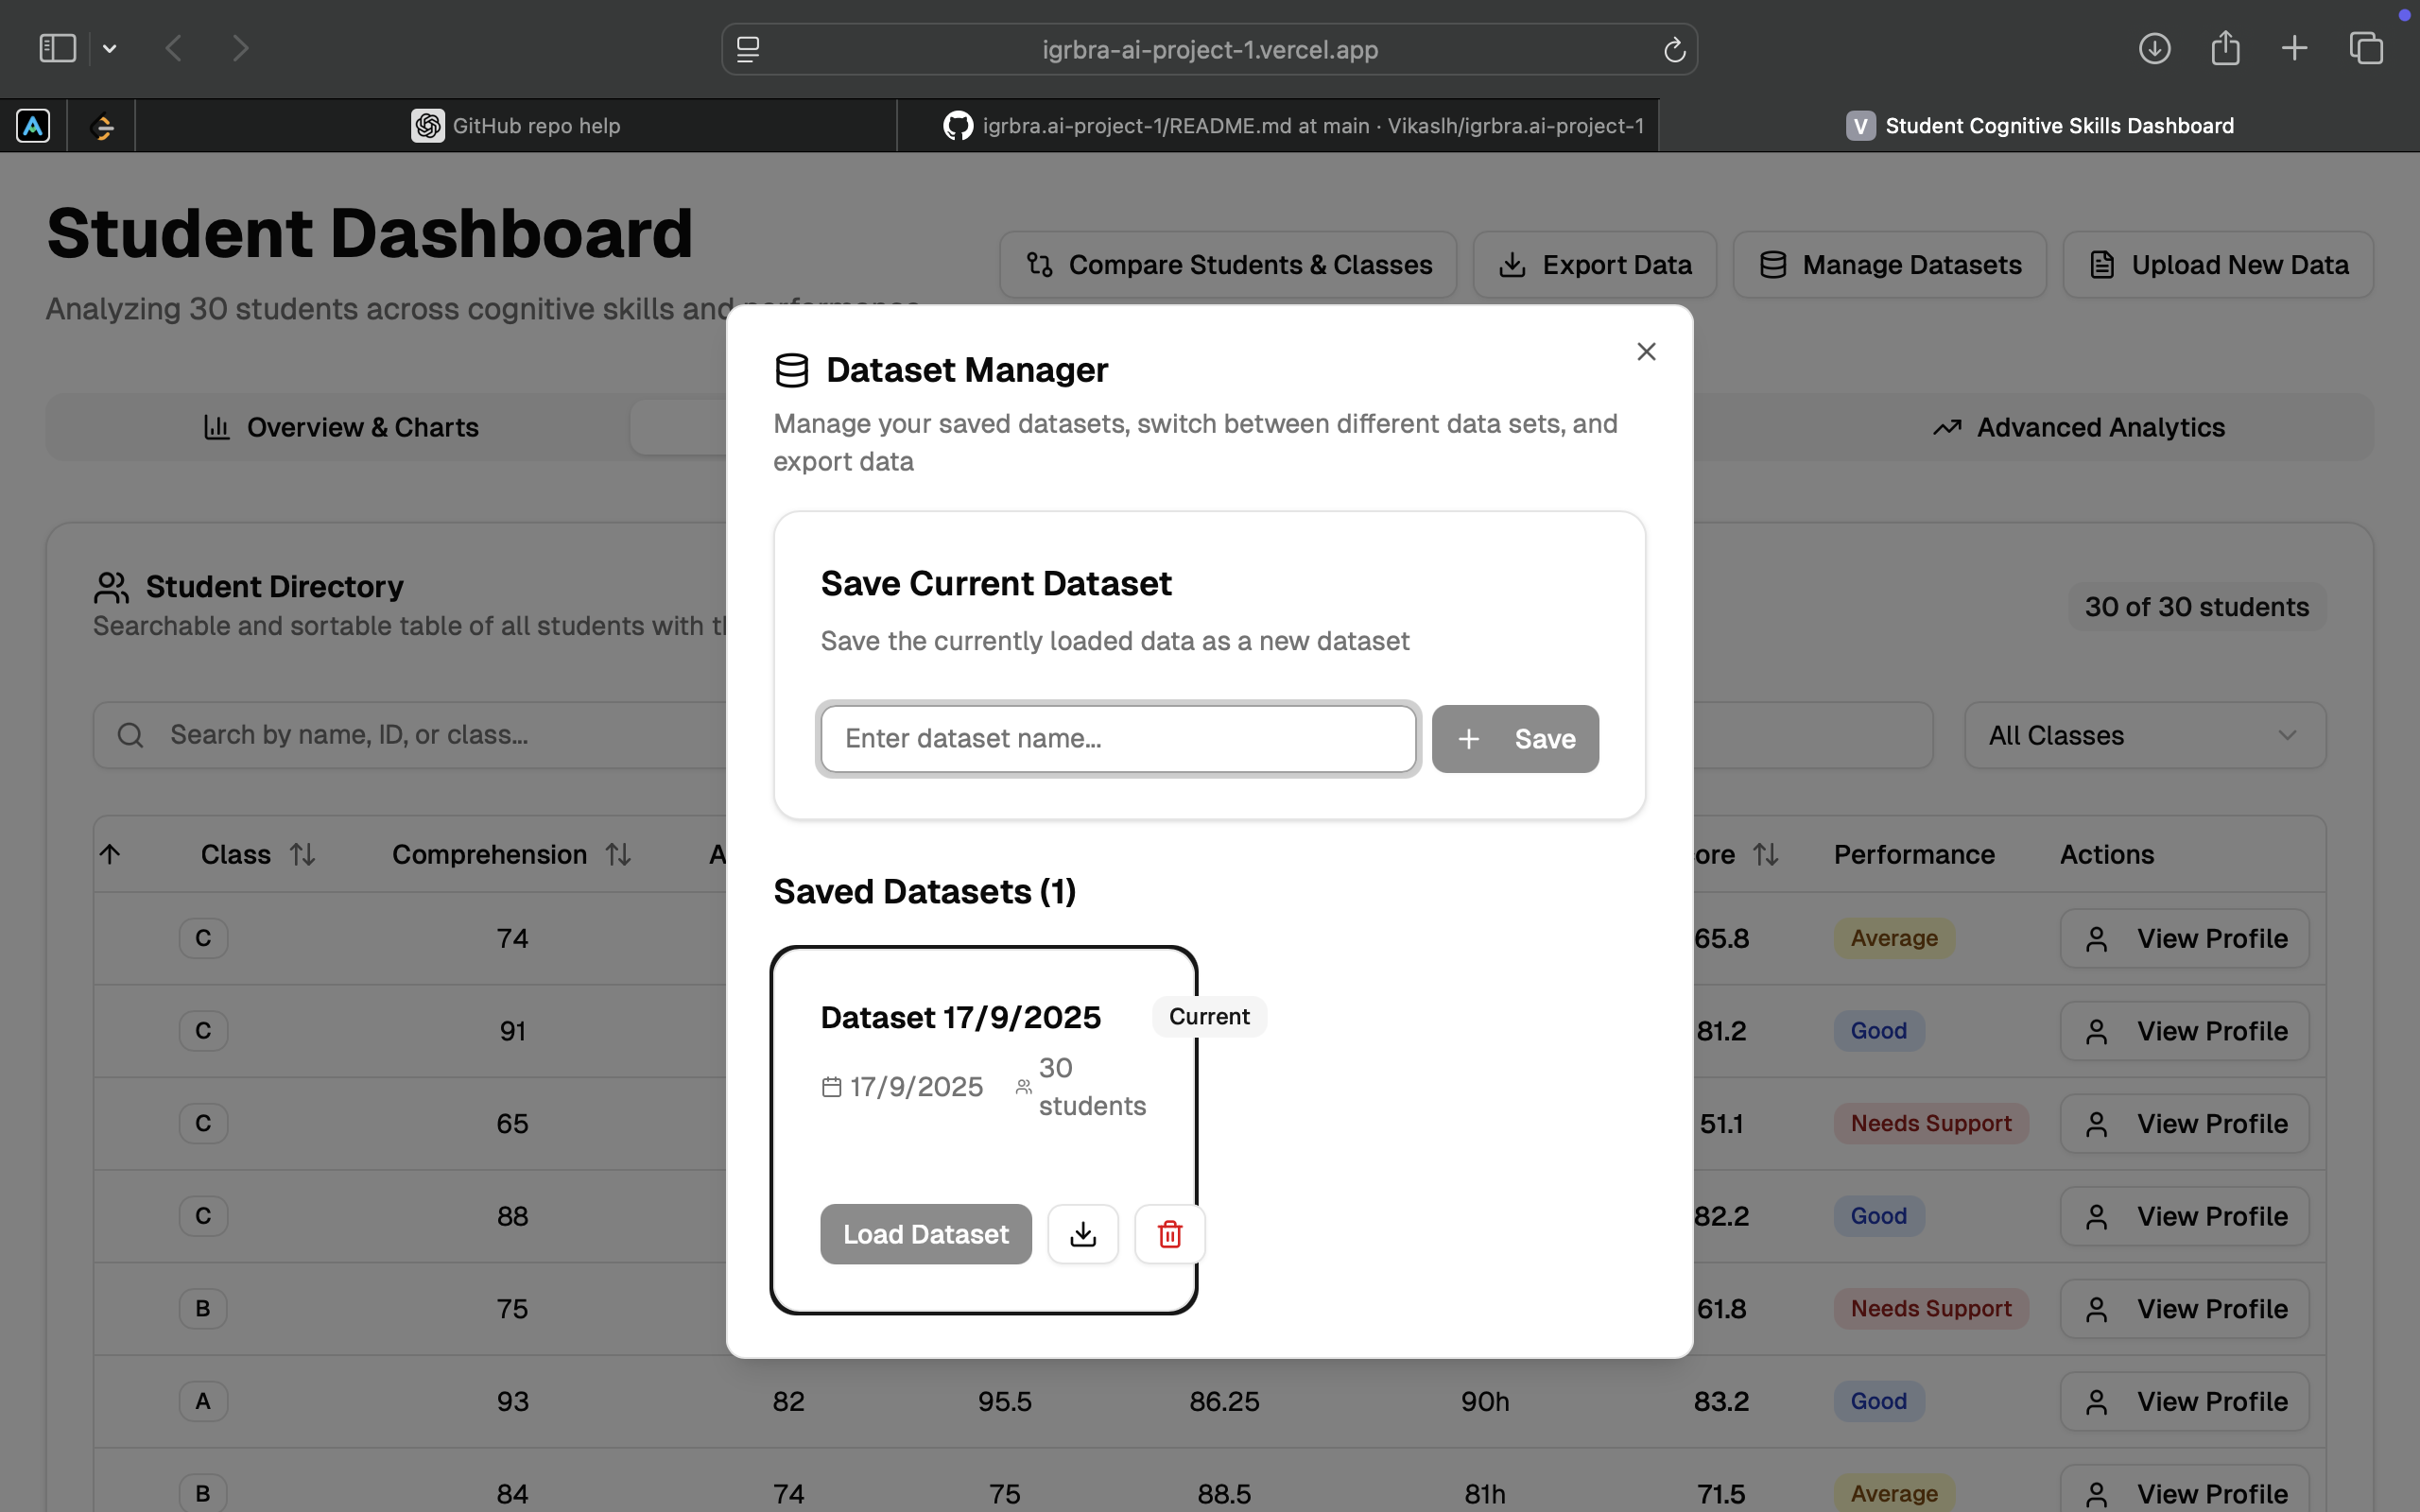 igrbra-ai-project-1.vercel.app
GitHub repo help
igrbra.ai-project-1/README.md at main · Vikaslh/igrbra.ai-project-1
V Student Cognitive Skills Dashboard
Student Dashboard
Analyzing 30 students across cognitive skills and performance
Compare Students & Classes
Export Data
Manage Datasets
Upload New Data
Overview & Charts
Advanced Analytics
Dataset Manager
Manage your saved datasets, switch between different data sets, and
export data
Save Current Dataset
Save the currently loaded data as a new dataset
Enter dataset name...
+ Save
Saved Datasets (1)
Dataset 17/9/2025
Current
17/9/2025
30
students
Load Dataset
Student Directory
Searchable and sortable table of all students with
30 of 30 students
Search by name, ID, or class...
All Classes
Class Comprehension A ore Performance Actions
C 74 65.8 Average View Profile
C 91 81.2 Good View Profile
C 65 51.1 Needs Support View Profile
C 88 82.2 Good View Profile
B 75 61.8 Needs Support View Profile
A 93 82 95.5 86.25 90h 83.2 Good View Profile
B 84 74 75 88.5 81h 71.5 Average View Profile